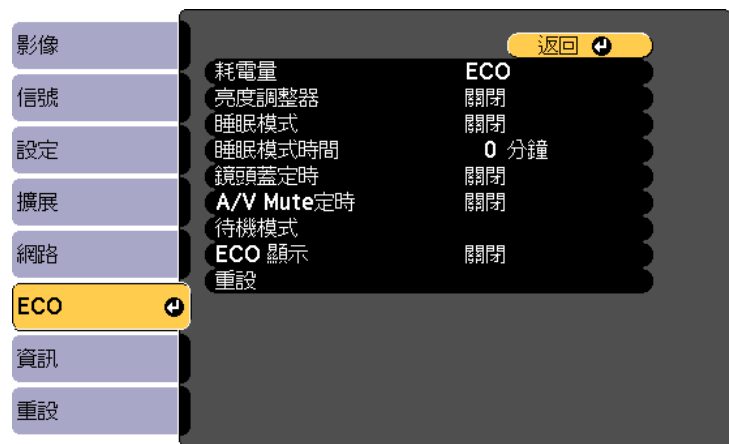 影像
信號
設定
擴展
網路
ECO
資訊
重設
返回
耗電量 ECO
亮度調整器 關閉
睡眠模式 關閉
睡眠模式時間 0 分鐘
鏡頭蓋定時 關閉
A/V Mute定時 關閉
待機模式
ECO 顯示 關閉
重設